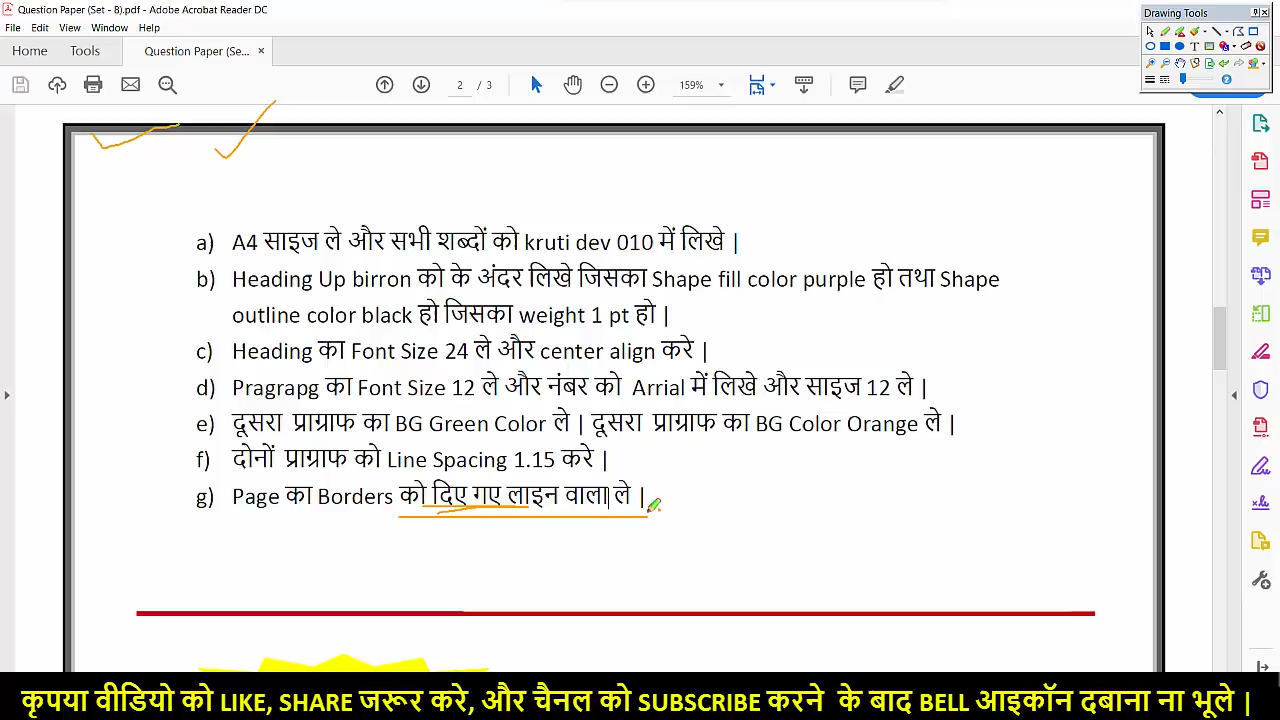 Question Paper (Set - 8).pdf - Adobe Acrobat Reader DC
File Edit View Window Help
Drawing Tools
Home Tools Question Paper (Se...
2 / 3 159%
a) A4 साइज ले और सभी शब्दों को kruti dev 010 में लिखे |
b) Heading Up birron को के अंदर लिखे जिसका Shape fill color purple हो तथा Shape
outline color black हो जिसका weight 1 pt हो |
c) Heading का Font Size 24 ले और center align करे |
d) Pragrapg का Font Size 12 ले और नंबर को Arrial में लिखे और साइज 12 ले |
e) दूसरा प्राग्राफ का BG Green Color ले | दूसरा प्राग्राफ का BG Color Orange ले |
f) दोनों प्राग्राफ को Line Spacing 1.15 करे |
g) Page का Borders को दिए गए लाइन वाला ले |
कृपया वीडियो को LIKE, SHARE जरूर करे, और चैनल को SUBSCRIBE करने के बाद BELL आइकॉन दबाना ना भूले |